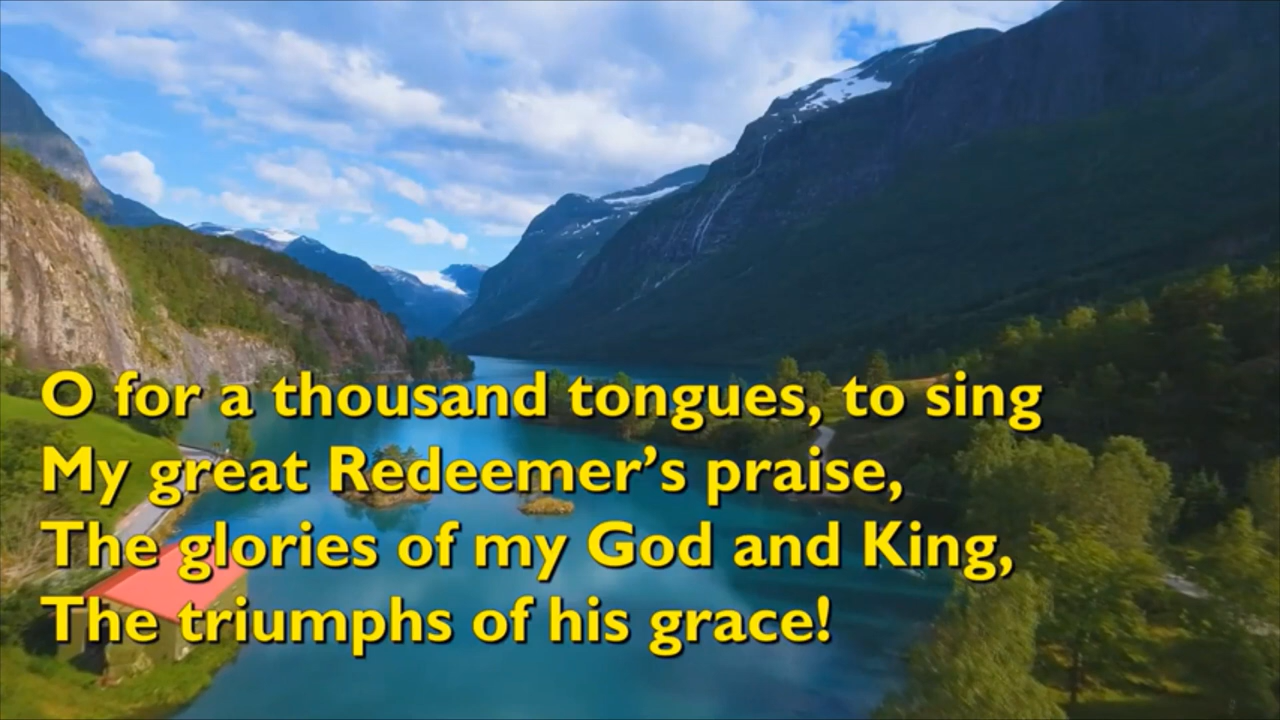 O for a thousand tongues, to sing
My great Redeemer’s praise,
The glories of my God and King,
The triumphs of his grace!